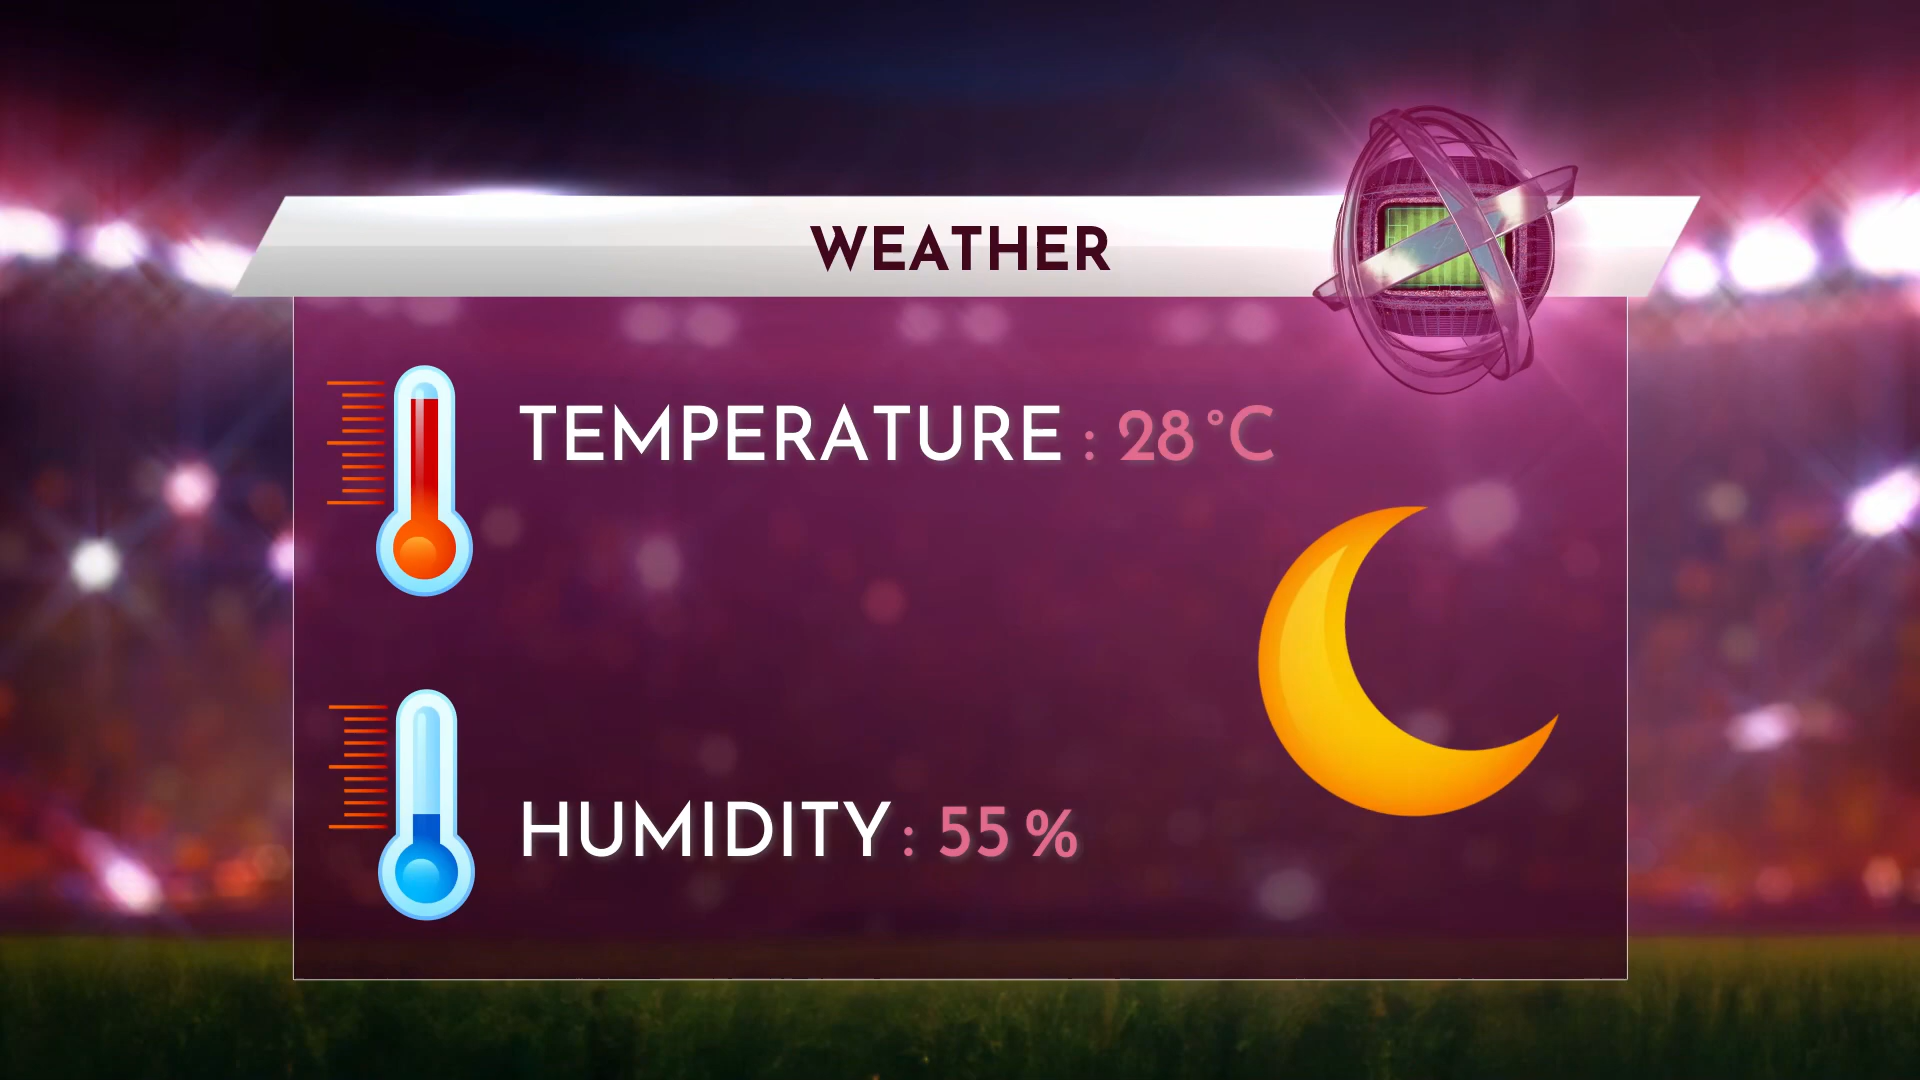 WEATHER
TEMPERATURE : 28°C
HUMIDITY : 55 %